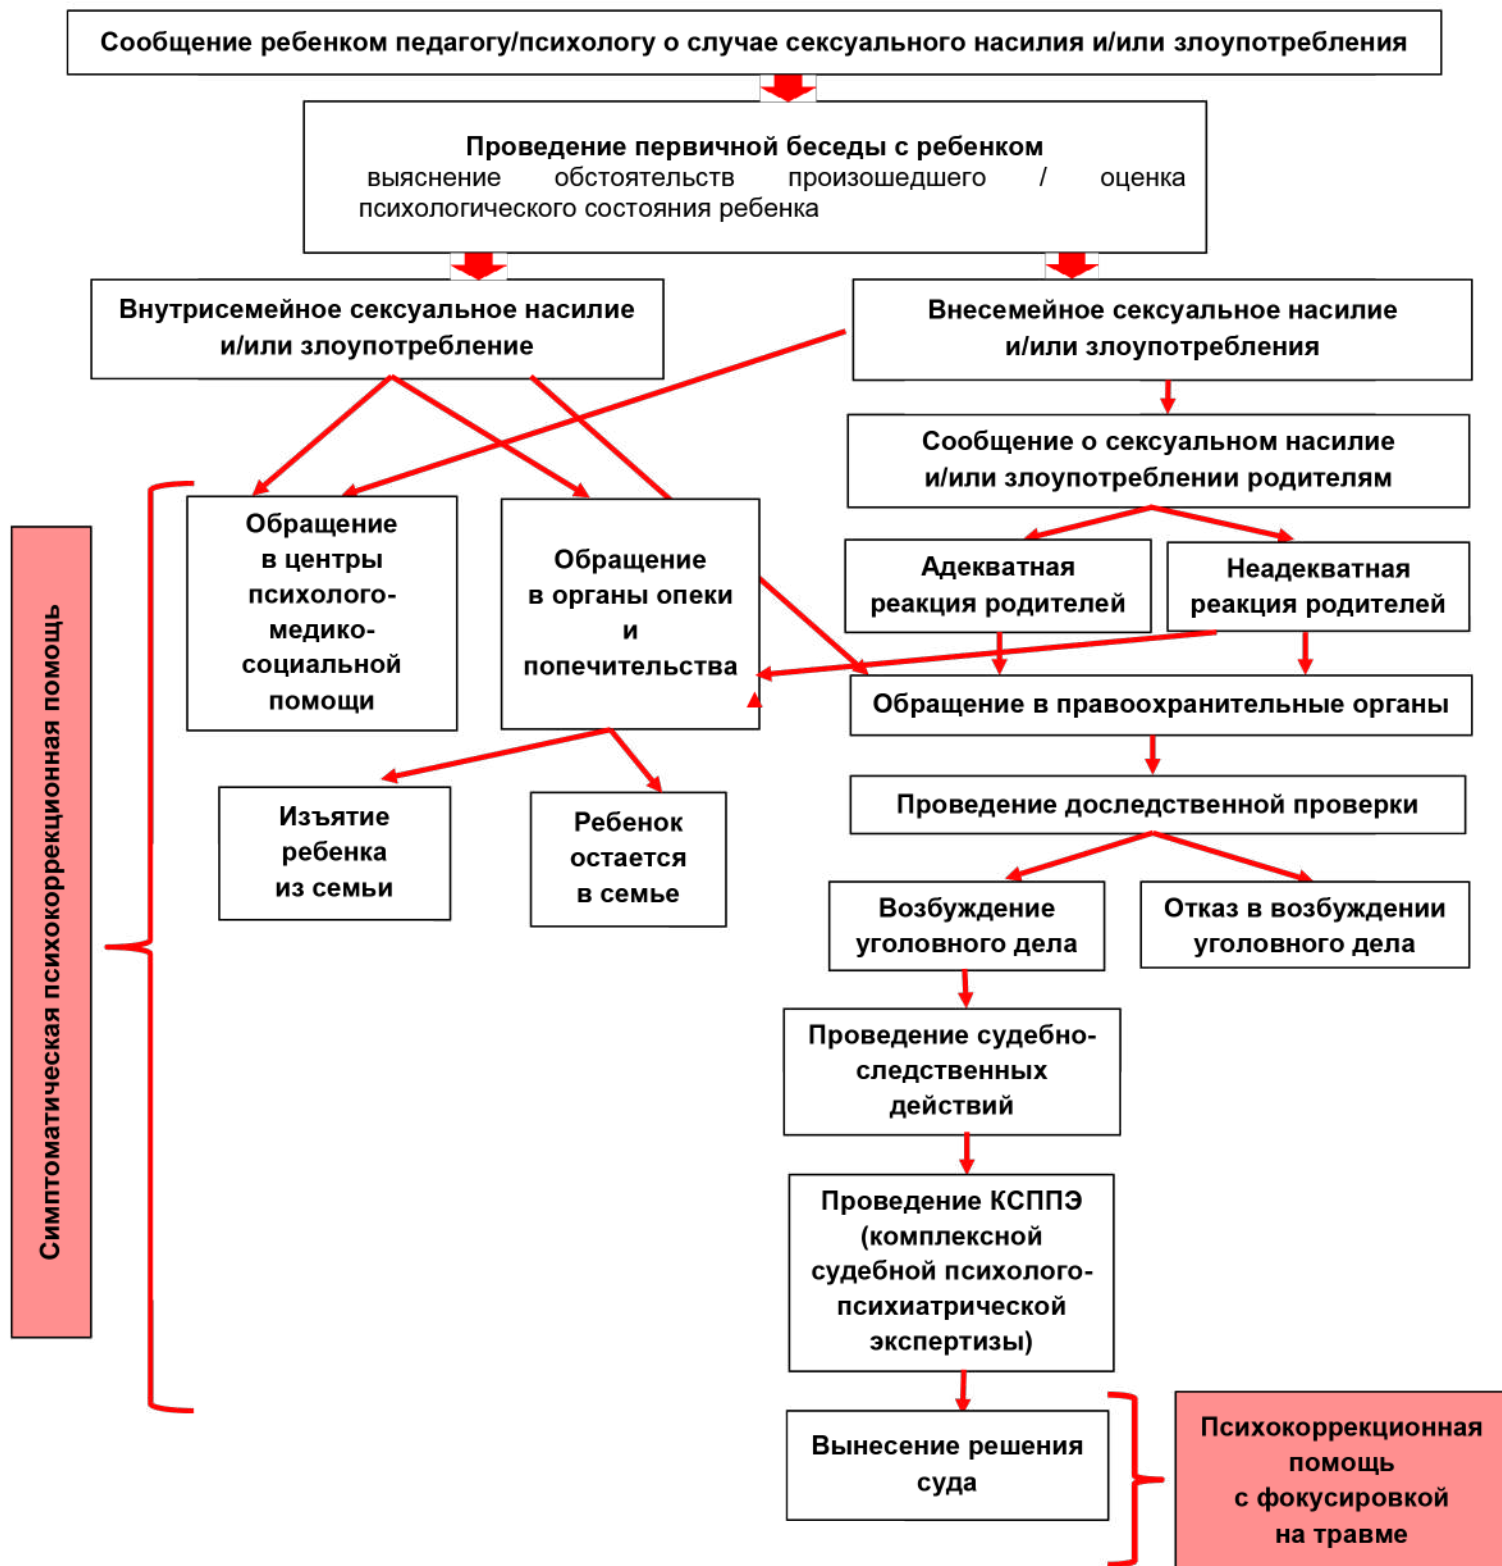 Сообщение ребенком педагогу/психологу о случае сексуального насилия и/или злоупотребления
Проведение первичной беседы с ребенком
выяснение обстоятельств произошедшего / оценка
психологического состояния ребенка
Внутрисемейное сексуальное насилие
и/или злоупотребление
Внесемейное сексуальное насилие
и/или злоупотребления
Сообщение о сексуальном насилие
и/или злоупотреблении родителям
Обращение
в центры
психолого-
медико-
социальной
помощи
Обращение
в органы опеки
и
попечительства
Адекватная
реакция родителей
Неадекватная
реакция родителей
Обращение в правоохранительные органы
Изъятие
ребенка
из семьи
Ребенок
остается
в семье
Проведение доследственной проверки
Возбуждение
уголовного дела
Отказ в возбуждении
уголовного дела
Проведение судебно-
следственных
действий
Проведение КСППЭ
(комплексной
судебной психолого-
психиатрической
экспертизы)
Вынесение решения
суда
Симптоматическая психокоррекционная помощь
Психокоррекционная
помощь
с фокусировкой
на травме